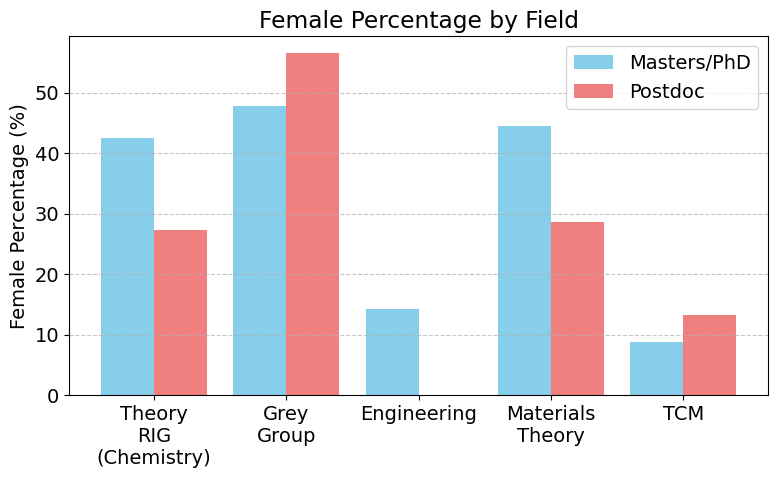 Female Percentage by Field
Masters/PhD
Postdoc
Female Percentage (%)
50
40
30
20
10
0
Theory
RIG
(Chemistry)
Grey
Group
Engineering
Materials
Theory
TCM